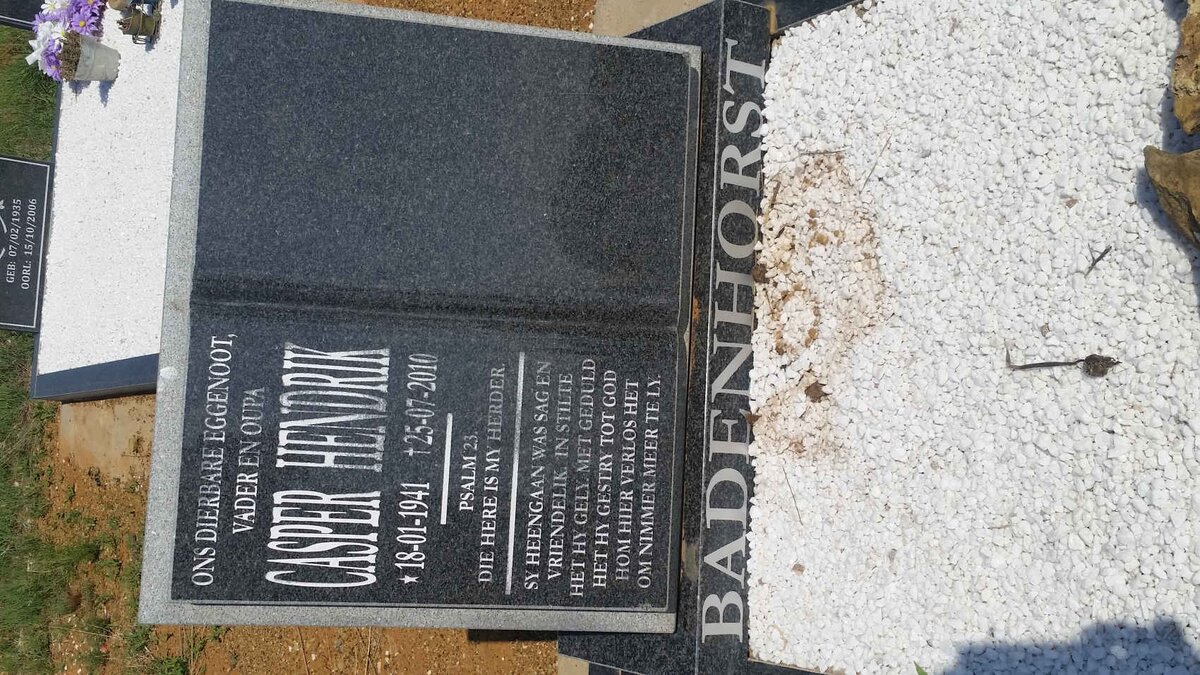 ONS DIERBARE EGGENOOT,
VADER EN OUPA
CASPER HENDRIK
★18-01-1941 †25-07-2010
PSALM 23
DIE HERE IS MY HERDER.
SY HEENGAAN WAS SAG EN
VRIENDELIK IN STILTE
HET HY GELY, MET GEDULD
HET HY GESTRY TOT GOD
HOM HIER VERLOS HET
OM NIMMER MEER TE LY.
BADENHORST
GEB: 07/02/1935
OORL: 15/10/2006